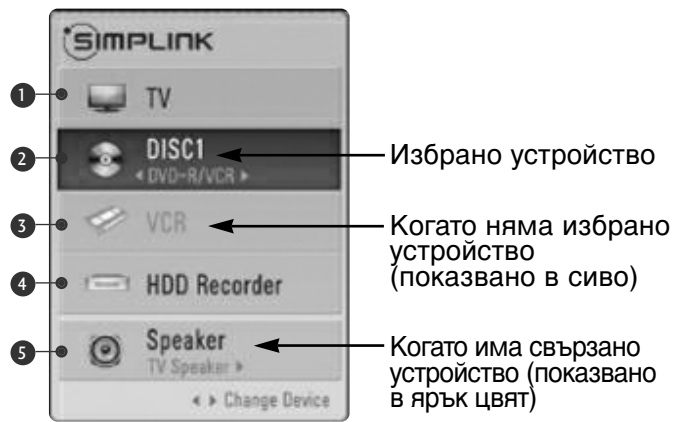 SIMPLINK
1 TV
2 DISC1
◄ DVD-R/VCR ►
Избрано устройство
3 VCR
Когато няма избрано
устройство
(показвано в сиво)
4 HDD Recorder
5 Speaker
TV Speaker ►
Когато има свързано
устройство (показвано
в ярък цвят)
◄ ► Change Device